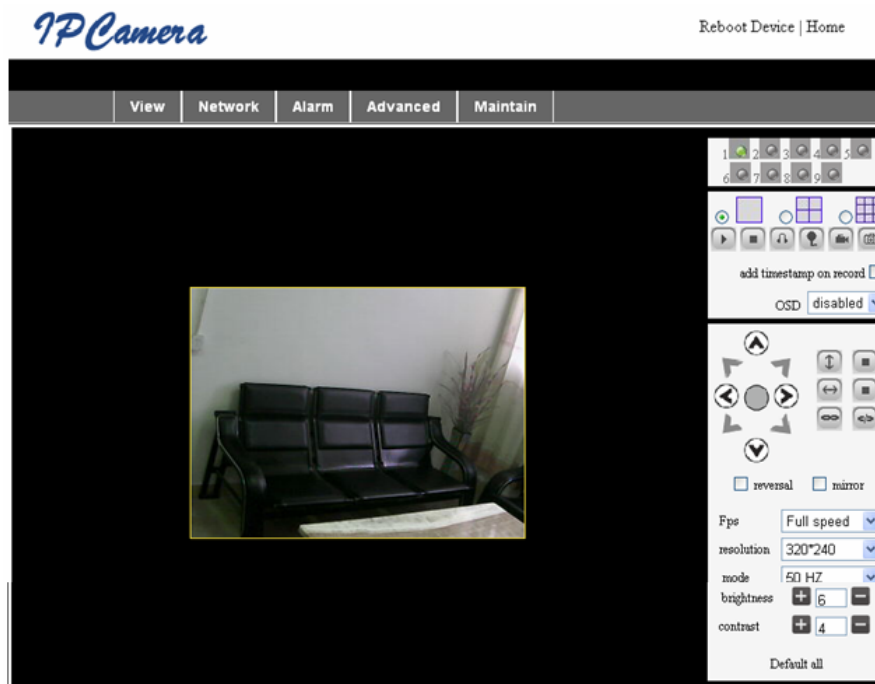 IPCamera
Reboot Device | Home
View Network Alarm Advanced Maintain
1 2 3 4 5
6 7 8 9
add timestamp on record
OSD disabled
reversal mirror
Fps Full speed
resolution 320*240
mode 50 HZ
brightness 6
contrast 4
Default all